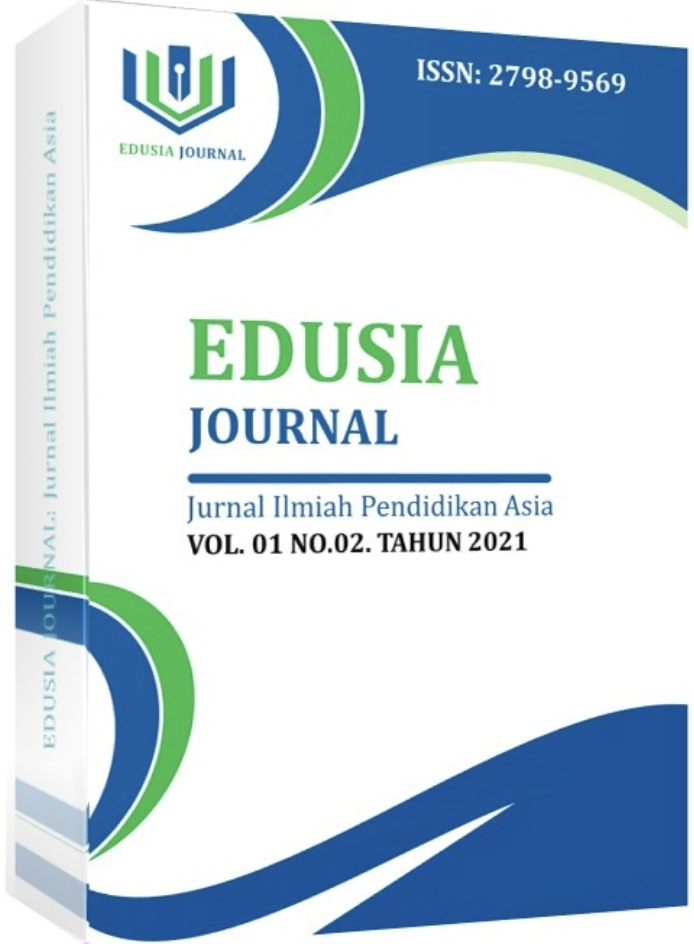 ISSN: 2798-9569
EDUSIA JOURNAL
EDUSIA
JOURNAL
Jurnal Ilmiah Pendidikan Asia
VOL. 01 NO.02. TAHUN 2021
EDUSIA JOURNAL: Jurnal Ilmiah Pendidikan Asia